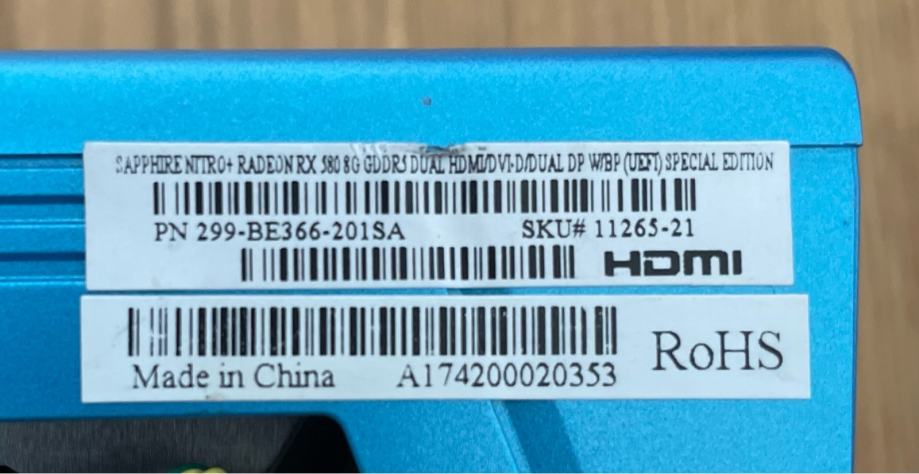 SAPPHIRE NITRO+ RADEON RX 580 8G GDDR5 DUAL HDMI/DVI-D/DUAL DP W/BP (UEFI) SPECIAL EDITION
PN 299-BE366-201SA SKU# 11265-21
HDMI
Made in China A174200020353 RoHS